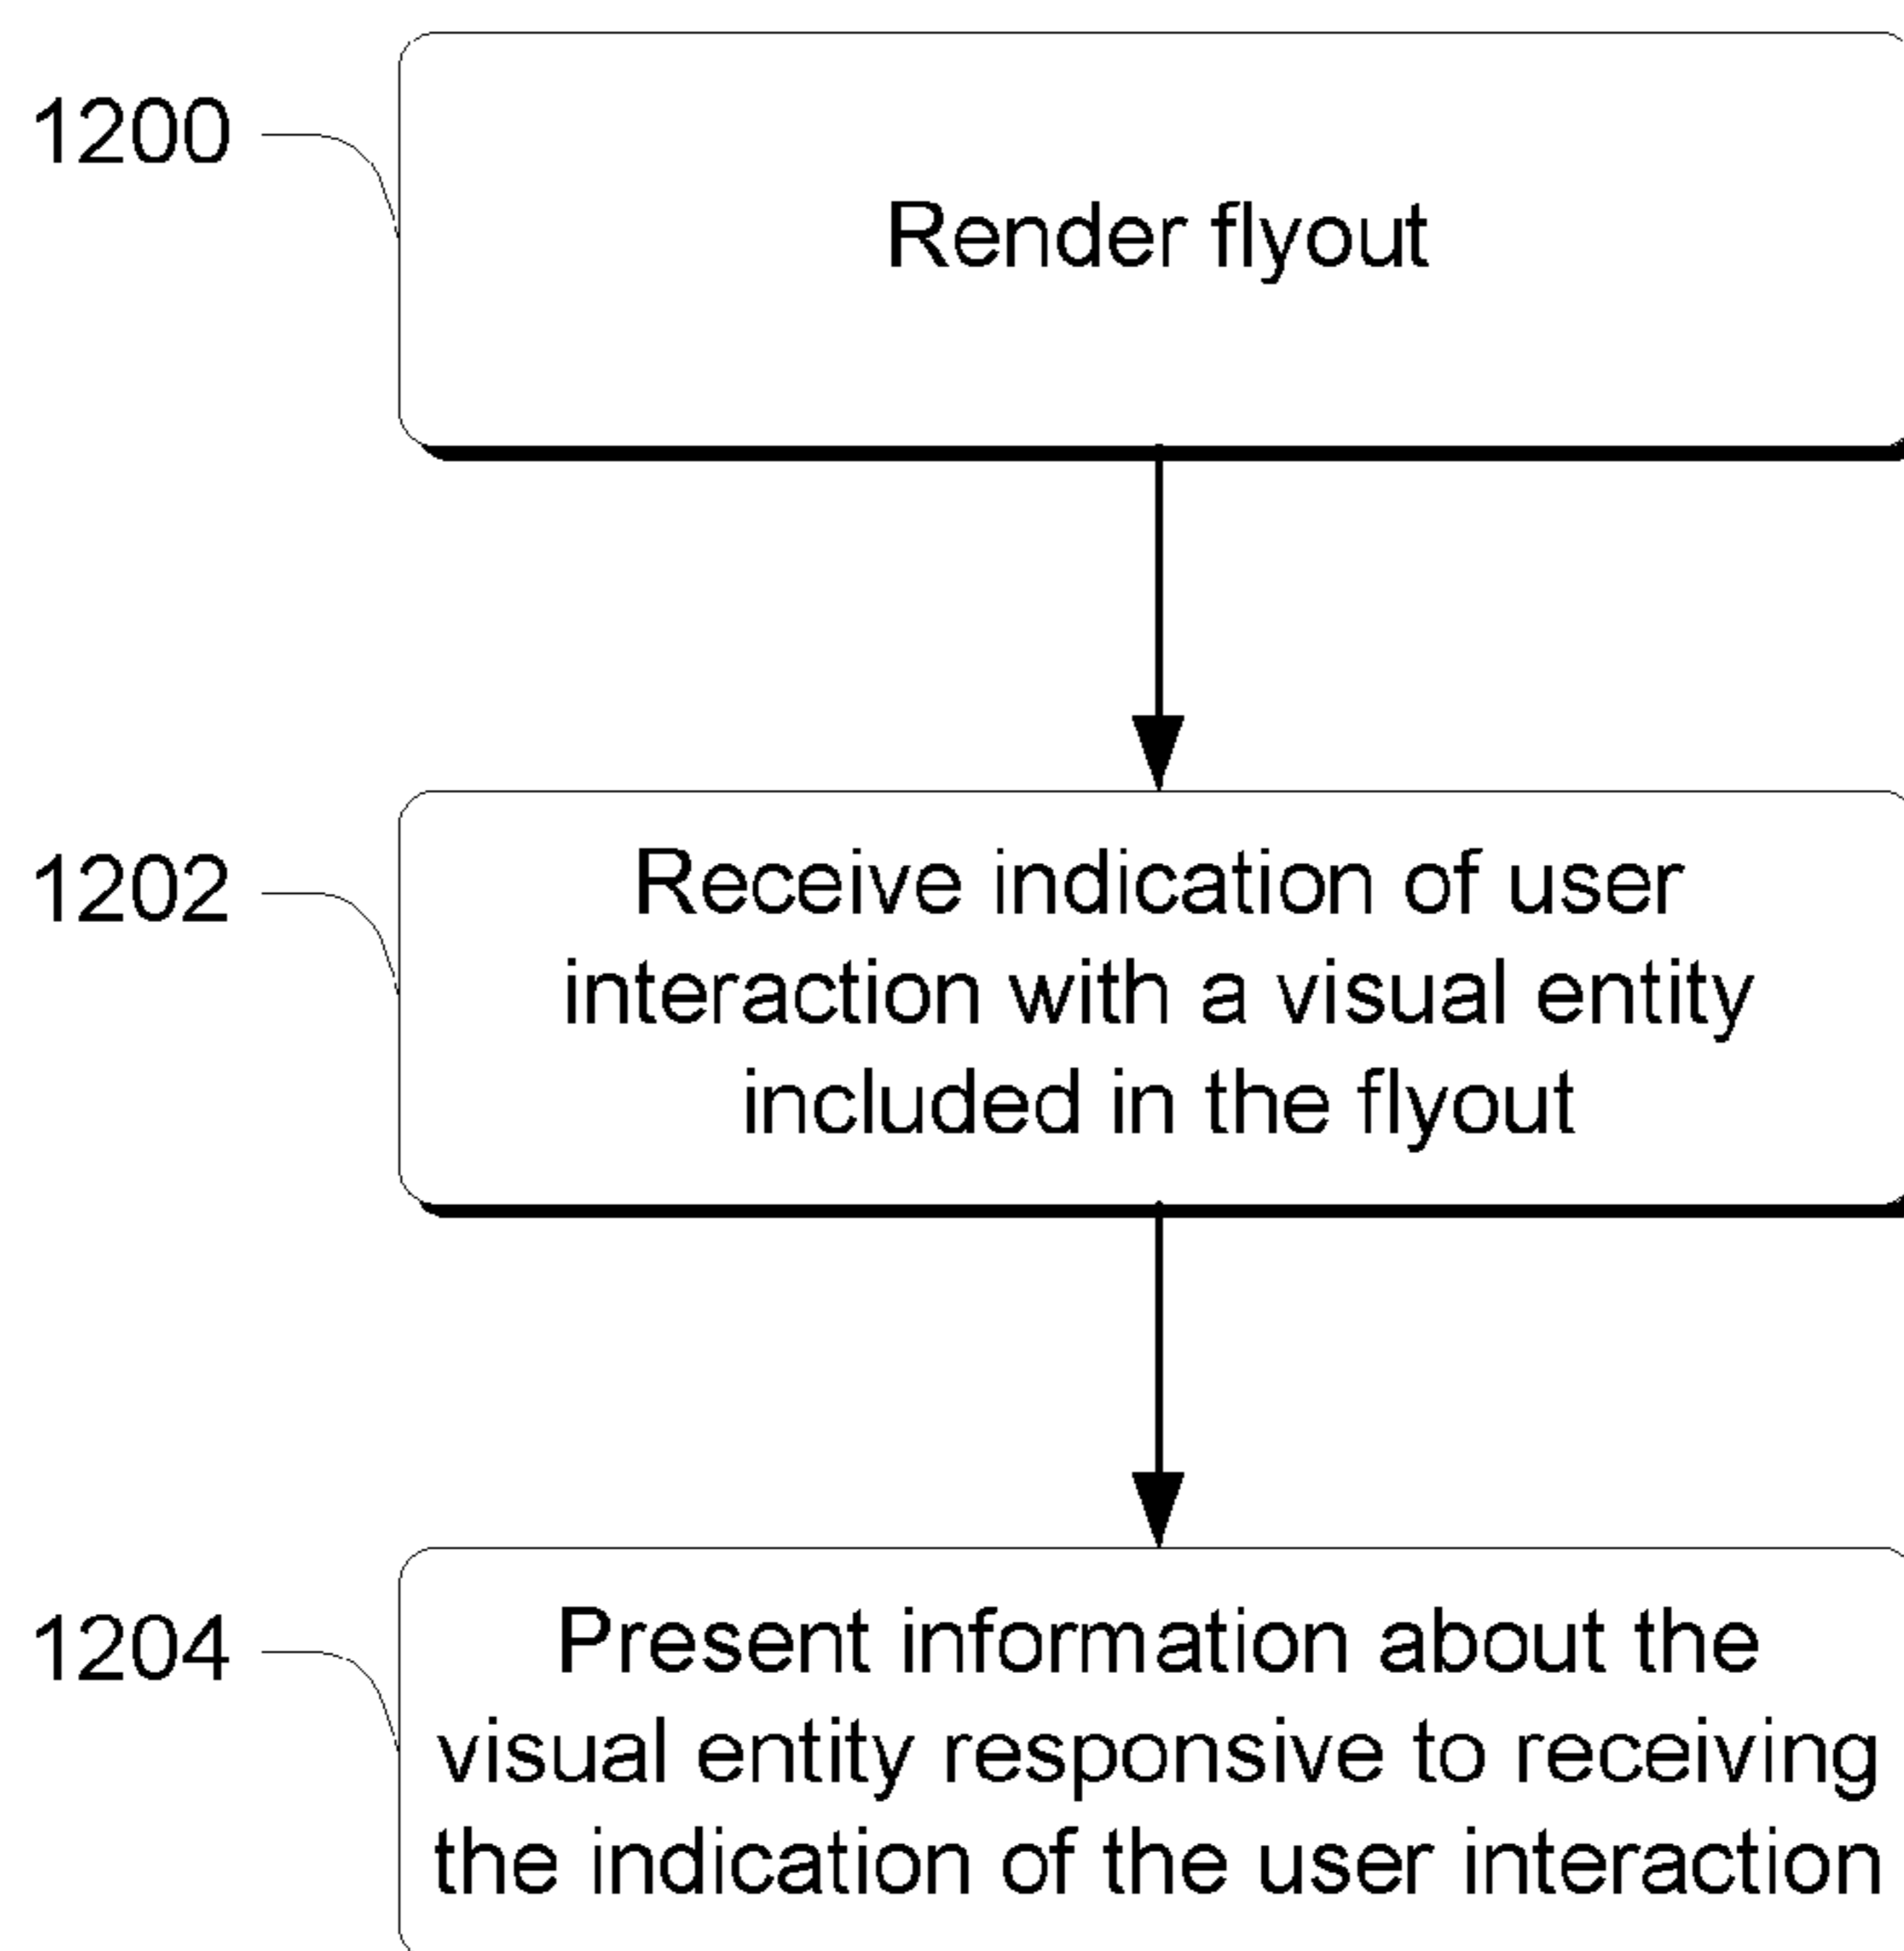 1200
Render flyout
1202
Receive indication of user
interaction with a visual entity
included in the flyout
1204
Present information about the
visual entity responsive to receiving
the indication of the user interaction